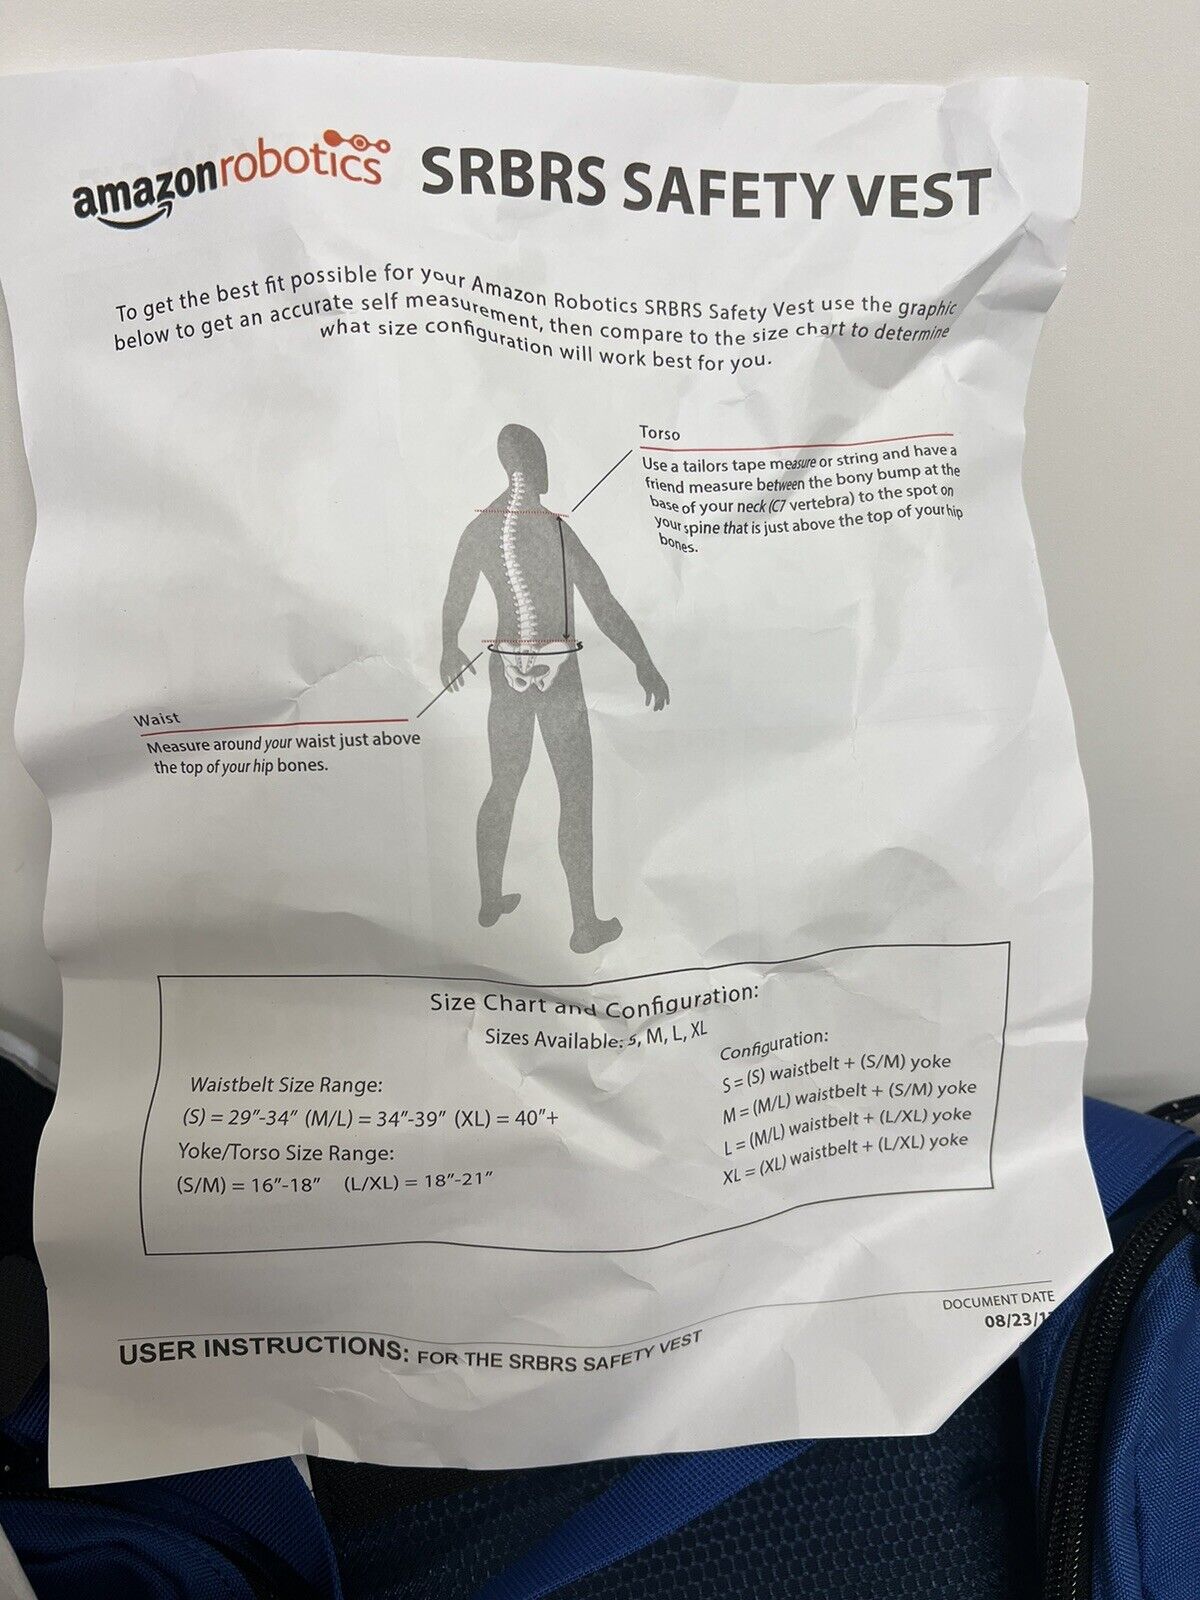 amazonrobotics SRBRS SAFETY VEST
To get the best fit possible for your Amazon Robotics SRBRS Safety Vest use the graphic
below to get an accurate self measurement, then compare to the size chart to determine
what size configuration will work best for you.
Torso
Use a tailors tape measure or string and have a
friend measure between the bony bump at the
base of your neck (C7 vertebra) to the spot on
your spine that is just above the top of your hip
bones.
Waist
Measure around your waist just above
the top of your hip bones.
Size Chart and Configuration:
Sizes Available: S, M, L, XL
Waistbelt Size Range:
(S) = 29"-34" (M/L) = 34"-39" (XL) = 40"+
Yoke/Torso Size Range:
(S/M) = 16"-18" (L/XL) = 18"-21"
Configuration:
S = (S) waistbelt + (S/M) yoke
M = (M/L) waistbelt + (S/M) yoke
L = (M/L) waistbelt + (L/XL) yoke
XL = (XL) waistbelt + (L/XL) yoke
DOCUMENT DATE
USER INSTRUCTIONS: FOR THE SRBRS SAFETY VEST